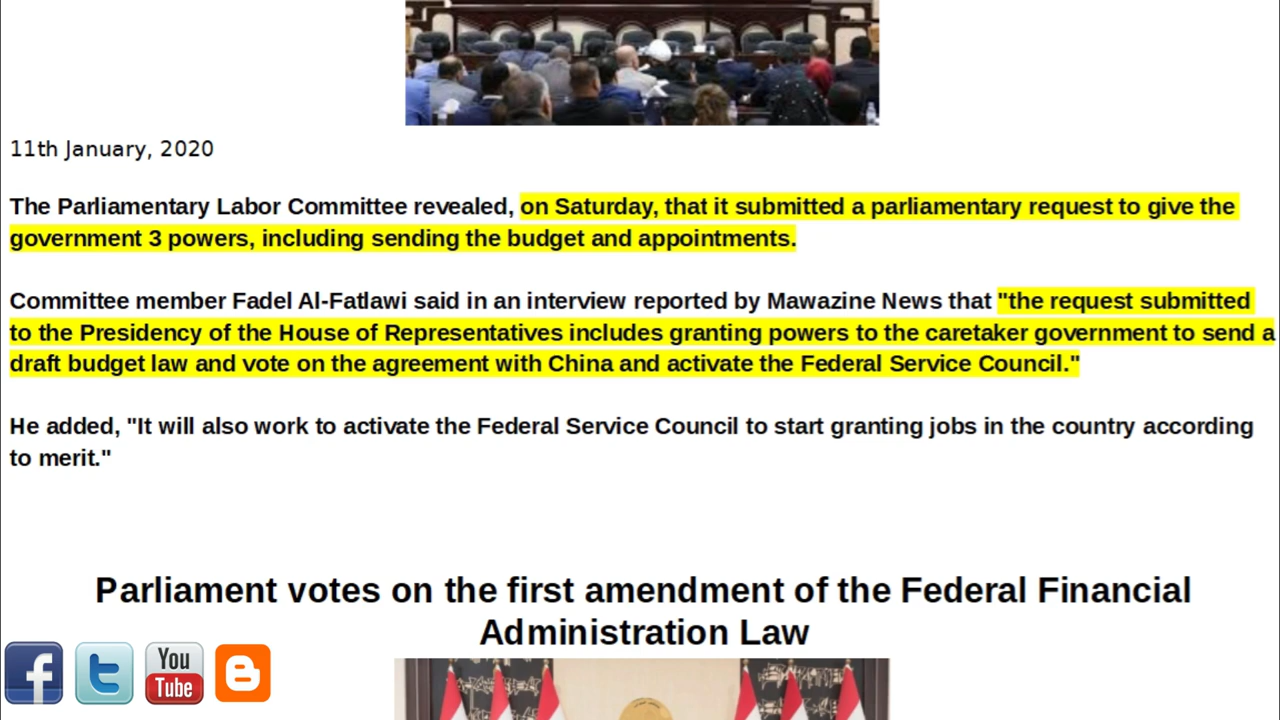 11th January, 2020
The Parliamentary Labor Committee revealed, on Saturday, that it submitted a parliamentary request to give the
government 3 powers, including sending the budget and appointments.
Committee member Fadel Al-Fatlawi said in an interview reported by Mawazine News that "the request submitted
to the Presidency of the House of Representatives includes granting powers to the caretaker government to send a
draft budget law and vote on the agreement with China and activate the Federal Service Council."
He added, "It will also work to activate the Federal Service Council to start granting jobs in the country according
to merit."
Parliament votes on the first amendment of the Federal Financial
Administration Law
You
Tube